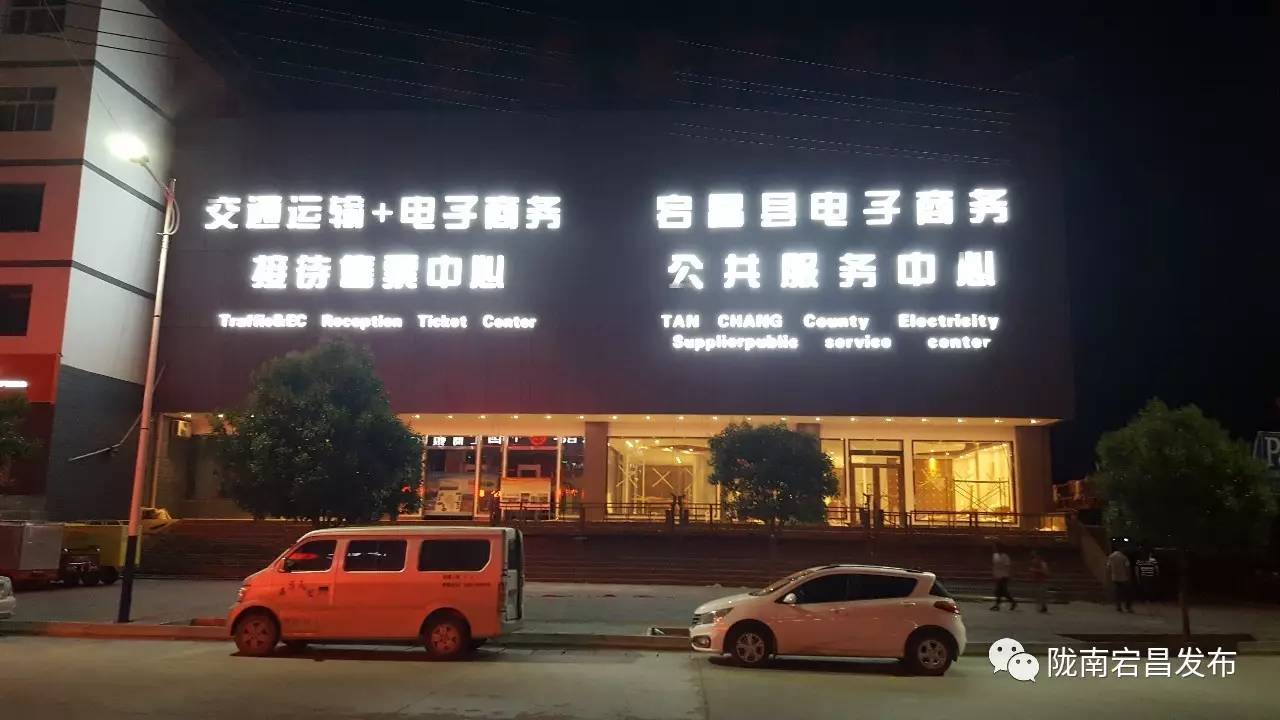 交通运输+电子商务
接待售票中心
Traffic&EC Reception Ticket Center
宕昌县电子商务
公共服务中心
TAN CHANG County Electricity
Supplierpublic service center
陇南宕昌发布